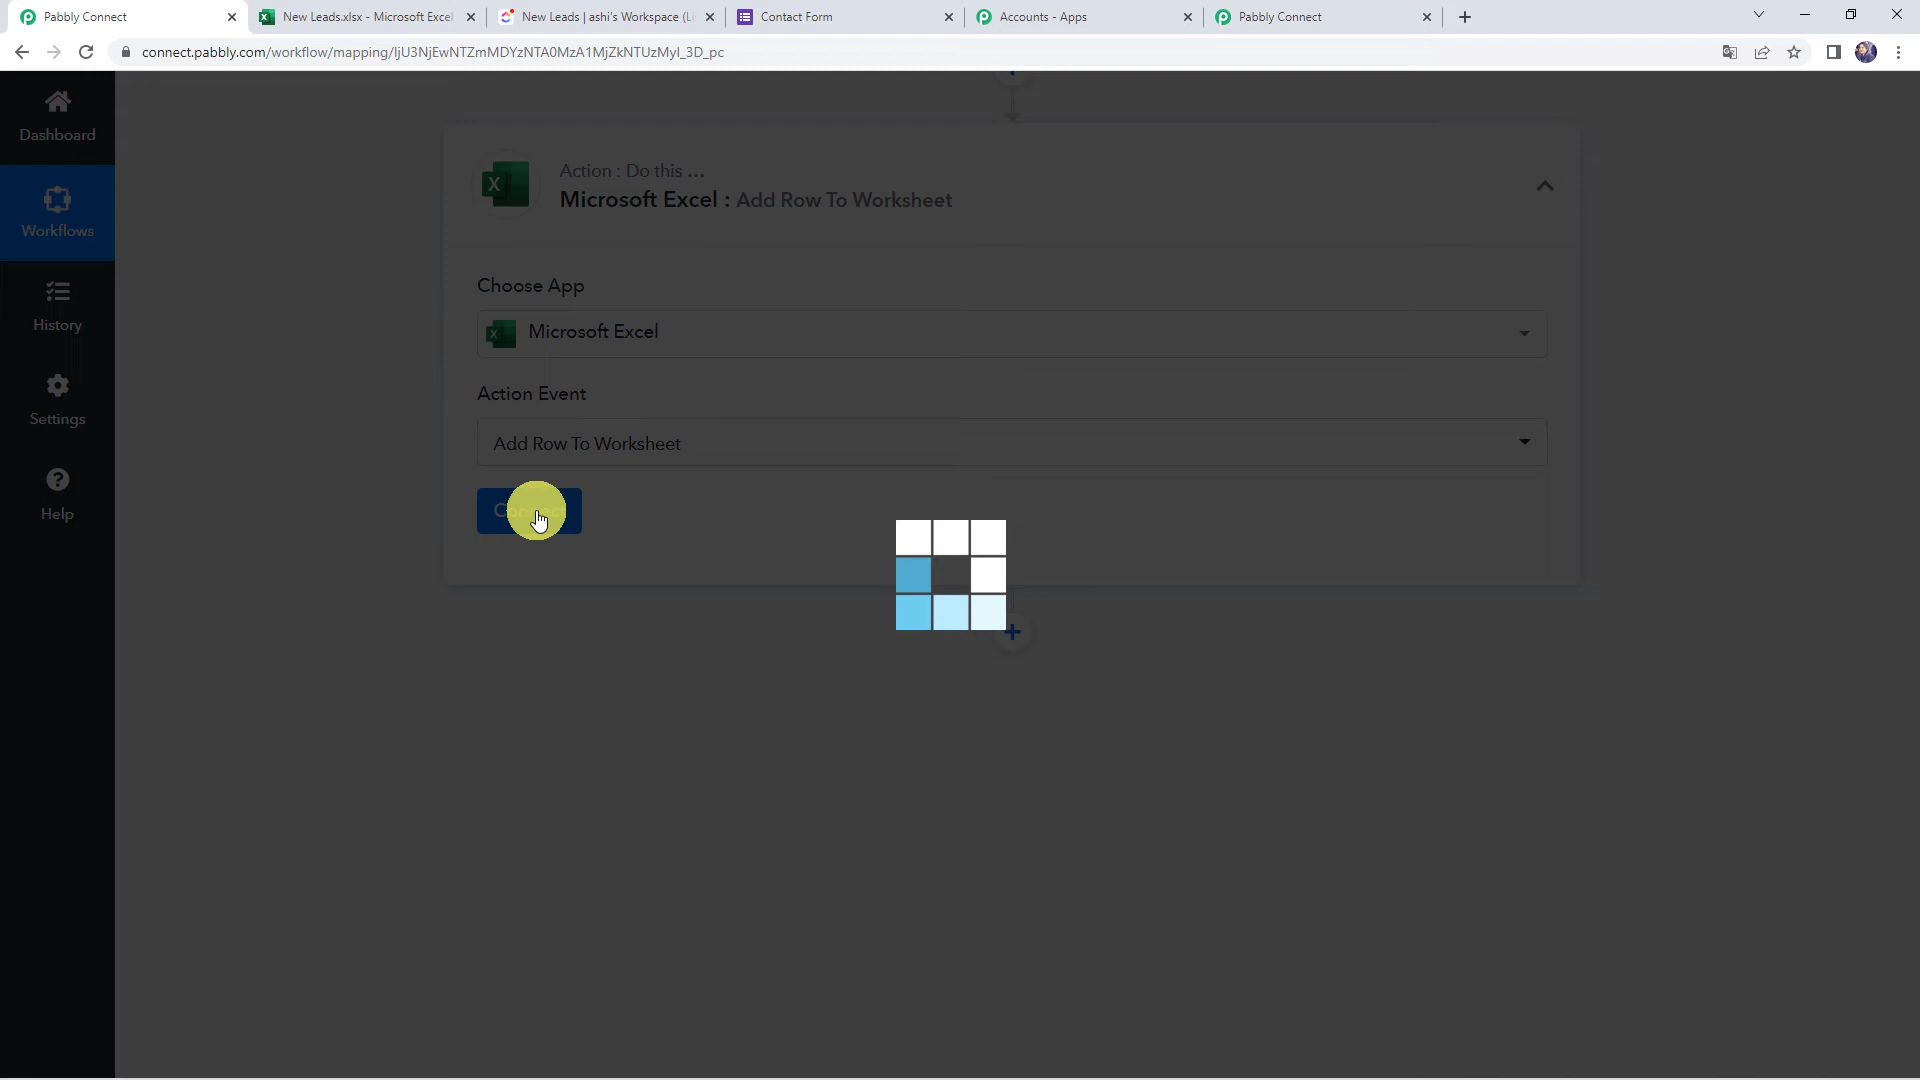 Pabbly Connect
New Leads.xlsx - Microsoft Excel
New Leads | ashi's Workspace (Li
Contact Form
Accounts - Apps
Pabbly Connect
connect.pabbly.com/workflow/mapping/IjU3NjEwNTZmMDYzNTA0MzA1MjZkNTUzMyI_3D_pc
Dashboard
Workflows
History
Settings
Help
Action : Do this ...
Microsoft Excel : Add Row To Worksheet
Choose App
Microsoft Excel
Action Event
Add Row To Worksheet
Connect